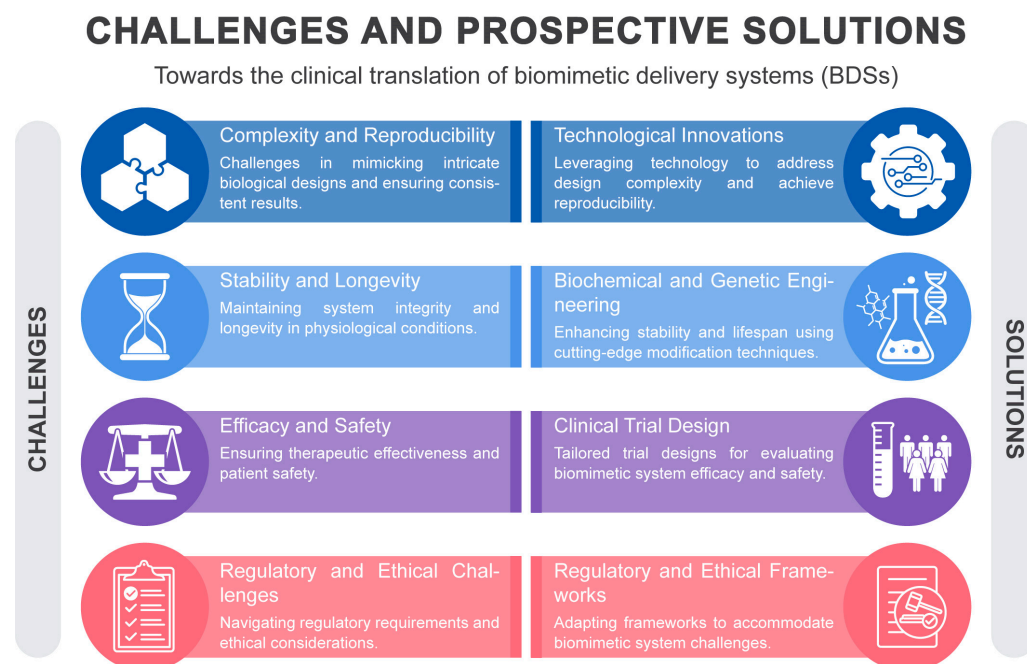 CHALLENGES AND PROSPECTIVE SOLUTIONS
Towards the clinical translation of biomimetic delivery systems (BDSs)
CHALLENGES
Complexity and Reproducibility
Challenges in mimicking intricate
biological designs and ensuring consis-
tent results.
Technological Innovations
Leveraging technology to address
design complexity and achieve
reproducibility.
Stability and Longevity
Maintaining system integrity and
longevity in physiological conditions.
Biochemical and Genetic Engi-
neering
Enhancing stability and lifespan using
cutting-edge modification techniques.
Efficacy and Safety
Ensuring therapeutic effectiveness and
patient safety.
Clinical Trial Design
Tailored trial designs for evaluating
biomimetic system efficacy and safety.
Regulatory and Ethical Chal-
lenges
Navigating regulatory requirements and
ethical considerations.
Regulatory and Ethical Frame-
works
Adapting frameworks to accommodate
biomimetic system challenges.
SOLUTIONS